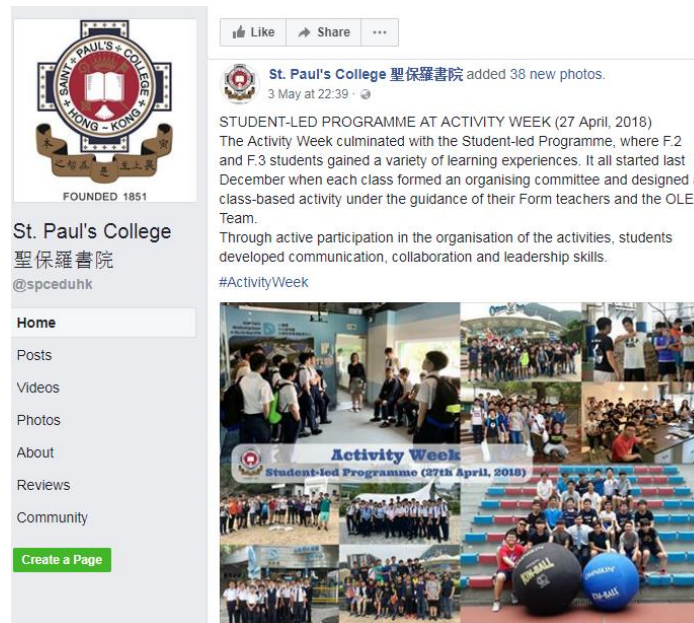 SAINT PAUL'S COLLEGE
HONG-KONG
FOUNDED 1851
St. Paul's College
聖保羅書院
@spceduhk
Home
Posts
Videos
Photos
About
Reviews
Community
Create a Page
Like
Share
St. Paul's College 聖保羅書院 added 38 new photos.
3 May at 22:39 ·
STUDENT-LED PROGRAMME AT ACTIVITY WEEK (27 April, 2018)
The Activity Week culminated with the Student-led Programme, where F.2
and F.3 students gained a variety of learning experiences. It all started last
December when each class formed an organising committee and designed
class-based activity under the guidance of their Form teachers and the OLE
Team.
Through active participation in the organisation of the activities, students
developed communication, collaboration and leadership skills.
#ActivityWeek
Activity Week
Student-led Programme (27th April, 2018)
KIN-BALL
OMNIKIN
KIN-BALL